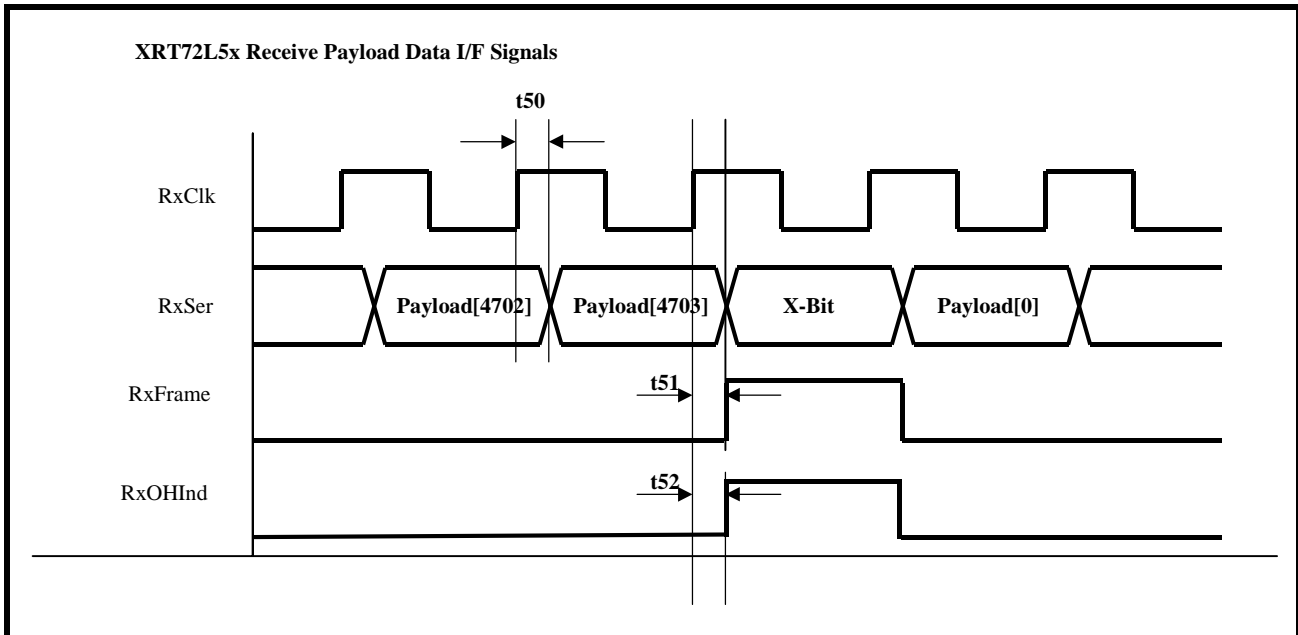 XRT72L5x Receive Payload Data I/F Signals
t50
RxClk
RxSer
Payload[4702]
Payload[4703]
X-Bit
Payload[0]
RxFrame
t51
RxOHInd
t52